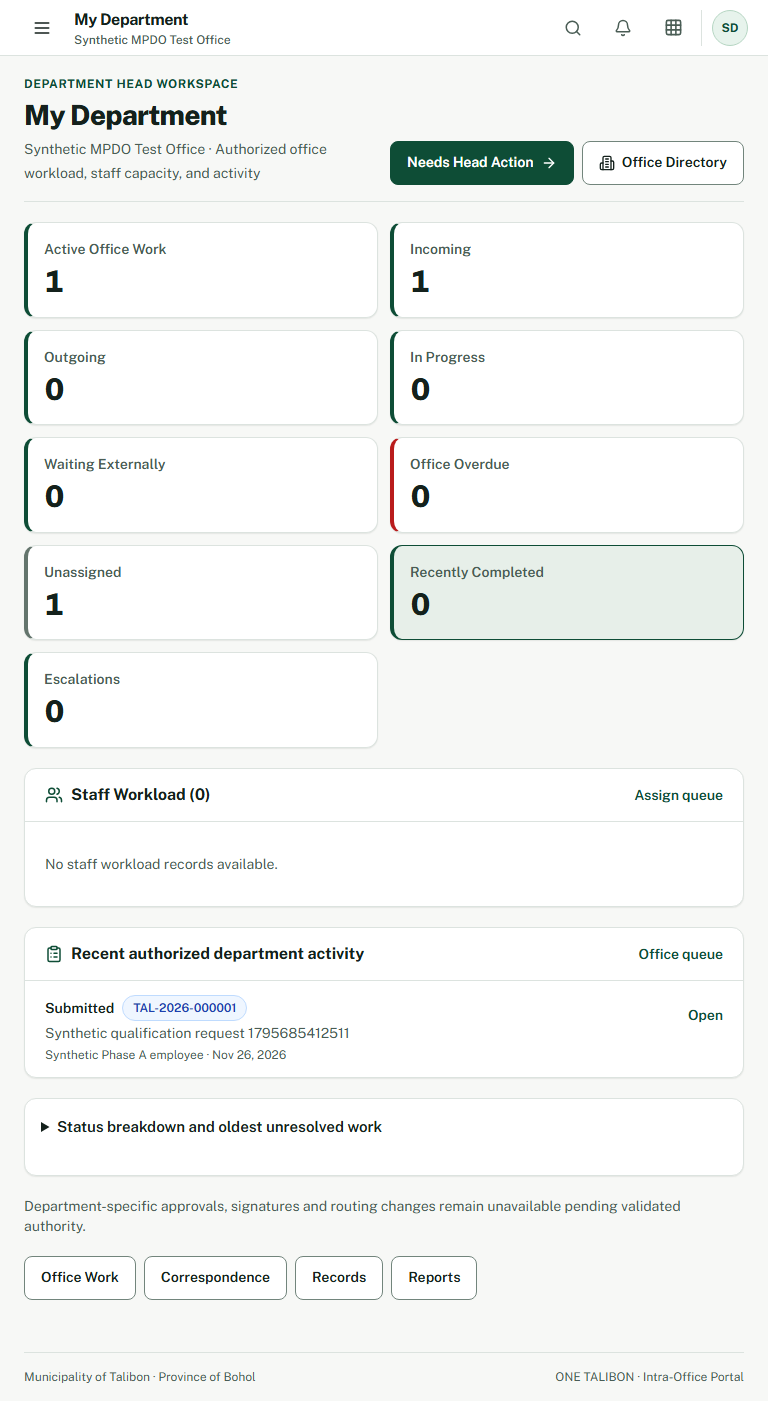 My Department
Synthetic MPDO Test Office
SD
DEPARTMENT HEAD WORKSPACE
My Department
Synthetic MPDO Test Office · Authorized office
workload, staff capacity, and activity
Needs Head Action →
Office Directory
Active Office Work
1
Incoming
1
Outgoing
0
In Progress
0
Waiting Externally
0
Office Overdue
0
Unassigned
1
Recently Completed
0
Escalations
0
Staff Workload (0)
Assign queue
No staff workload records available.
Recent authorized department activity
Office queue
Submitted TAL-2026-000001
Synthetic qualification request 1795685412511
Synthetic Phase A employee · Nov 26, 2026
Open
Status breakdown and oldest unresolved work
Department-specific approvals, signatures and routing changes remain unavailable pending validated
authority.
Office Work
Correspondence
Records
Reports
Municipality of Talibon · Province of Bohol
ONE TALIBON · Intra-Office Portal